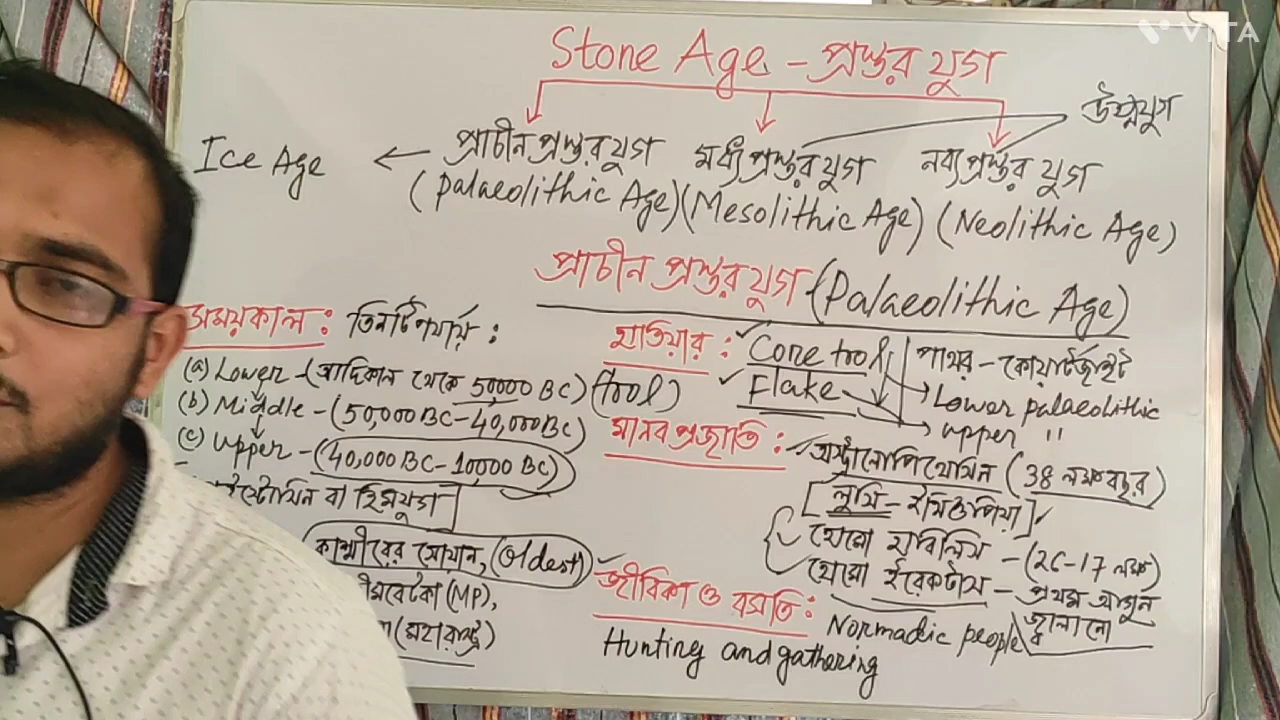 VITA
Stone Age - প্রস্তর যুগ
উষ্ণযুগ
Ice Age ← প্রাচীন প্রস্তর যুগ মধ্য প্রস্তর যুগ নব্য প্রস্তর যুগ
(Palaeolithic Age) (Mesolithic Age) (Neolithic Age)
প্রাচীন প্রস্তর যুগ (Palaeolithic Age)
সময়কাল : তিনটি পর্যায় :
(a) Lower - (আদিকাল থেকে 50000 BC) (tool)
(b) Middle - (50,000 BC - 40,000 BC)
(c) Upper - (40,000 BC - 10000 BC)
বা হিমযুগ
কাশ্মীরের সোয়ান, (oldest)
(MP),
(মহারাষ্ট্র)
হাতিয়ার : Core tool পাথর - কোয়ার্টজাইট
Flake Lower palaeolithic
upper "
মানব প্রজাতি : অস্ট্রালোপিথেসিন (38 লক্ষ বছর)
[লুসি - ইথিওপিয়া]
হোমো হাবিলিস - (26-17 লক্ষ)
হোমো ইরেকটাস - প্রথম আগুন
জ্বালানো
জীবিকা ও বসতি : Normadic people
Hunting and gathering